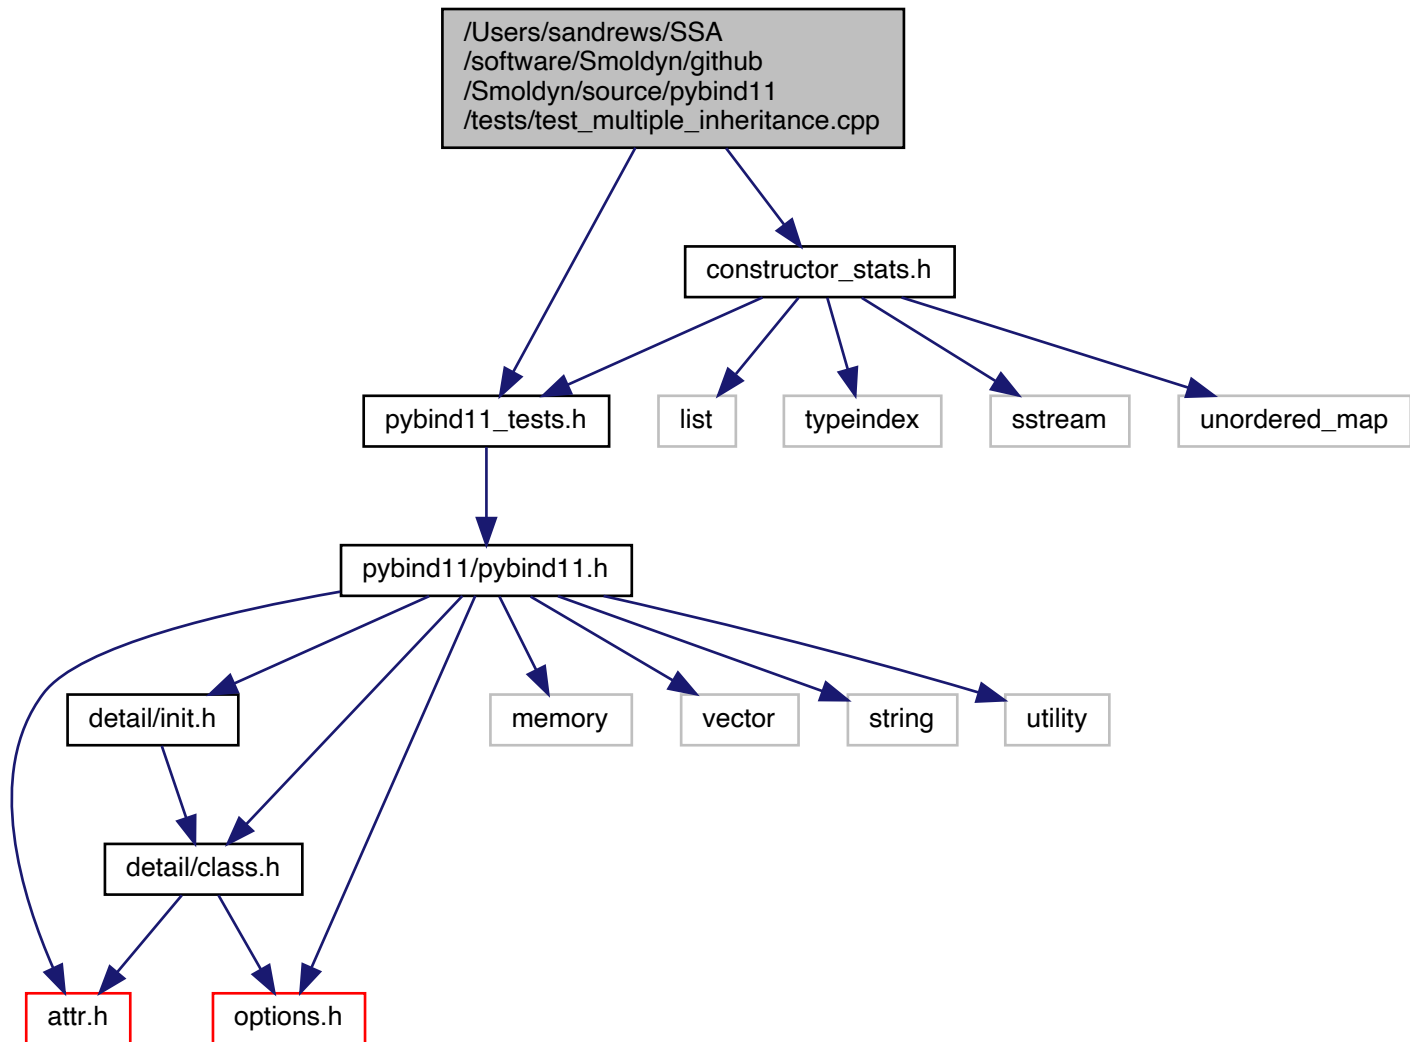 /Users/sandrews/SSA
/software/Smoldyn/github
/Smoldyn/source/pybind11
/tests/test_multiple_inheritance.cpp
constructor_stats.h
pybind11_tests.h
list
typeindex
sstream
unordered_map
pybind11/pybind11.h
detail/init.h
memory
vector
string
utility
detail/class.h
attr.h
options.h